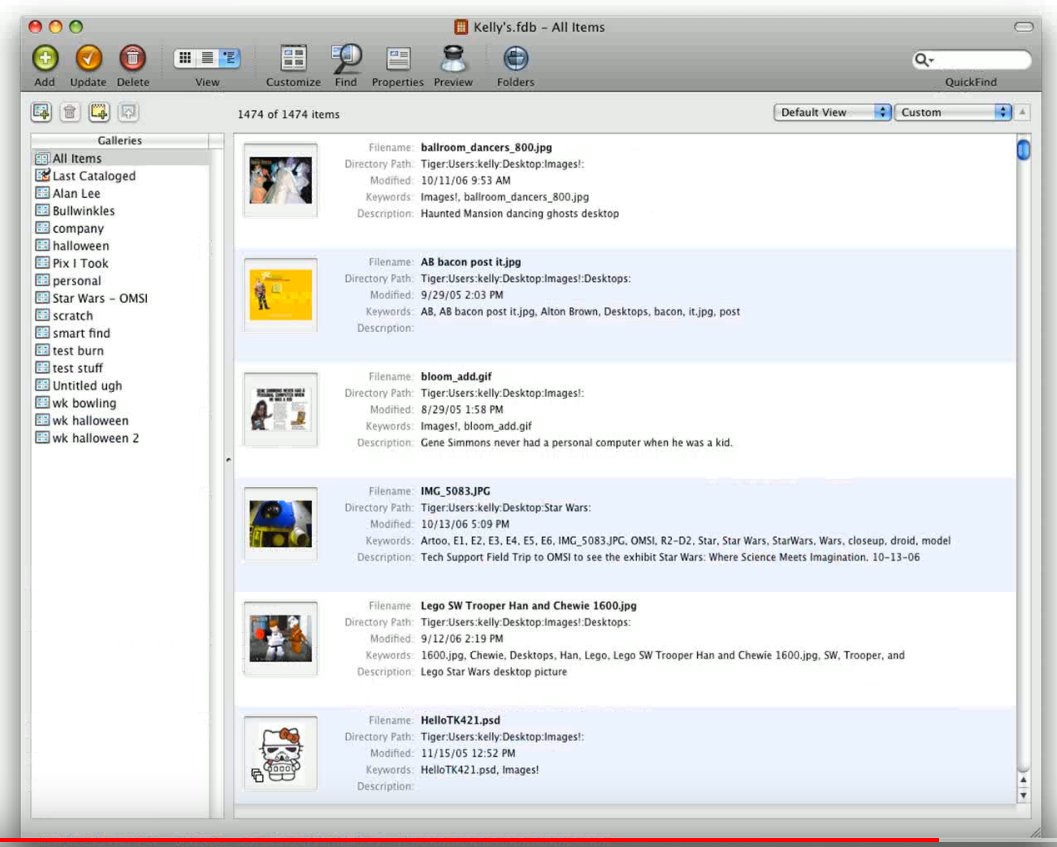 Kelly's.fdb – All Items
Add Update Delete View Customize Find Properties Preview Folders QuickFind
1474 of 1474 items Default View Custom
Galleries
All Items
Last Cataloged
Alan Lee
Bullwinkles
company
halloween
Pix I Took
personal
Star Wars – OMSI
scratch
smart find
test burn
test stuff
Untitled ugh
wk bowling
wk halloween
wk halloween 2
Filename: ballroom_dancers_800.jpg
Directory Path: Tiger:Users:kelly:Desktop:Images!:
Modified: 10/11/06 9:53 AM
Keywords: Images!, ballroom_dancers_800.jpg
Description: Haunted Mansion dancing ghosts desktop
Filename: AB bacon post it.jpg
Directory Path: Tiger:Users:kelly:Desktop:Images!:Desktops:
Modified: 9/29/05 2:03 PM
Keywords: AB, AB bacon post it.jpg, Alton Brown, Desktops, bacon, it.jpg, post
Description:
GENE SIMMONS NEVER HAD A
PERSONAL COMPUTER WHEN
HE WAS A KID.
Filename: bloom_add.gif
Directory Path: Tiger:Users:kelly:Desktop:Images!:
Modified: 8/29/05 1:58 PM
Keywords: Images!, bloom_add.gif
Description: Gene Simmons never had a personal computer when he was a kid.
Filename: IMG_5083.JPG
Directory Path: Tiger:Users:kelly:Desktop:Star Wars:
Modified: 10/13/06 5:09 PM
Keywords: Artoo, E1, E2, E3, E4, E5, E6, IMG_5083.JPG, OMSI, R2-D2, Star, Star Wars, StarWars, Wars, closeup, droid, model
Description: Tech Support Field Trip to OMSI to see the exhibit Star Wars: Where Science Meets Imagination. 10-13-06
Filename: Lego SW Trooper Han and Chewie 1600.jpg
Directory Path: Tiger:Users:kelly:Desktop:Images!:Desktops:
Modified: 9/12/06 2:19 PM
Keywords: 1600.jpg, Chewie, Desktops, Han, Lego, Lego SW Trooper Han and Chewie 1600.jpg, SW, Trooper, and
Description: Lego Star Wars desktop picture
Filename: HelloTK421.psd
Directory Path: Tiger:Users:kelly:Desktop:Images!:
Modified: 11/15/05 12:52 PM
Keywords: HelloTK421.psd, Images!
Description: